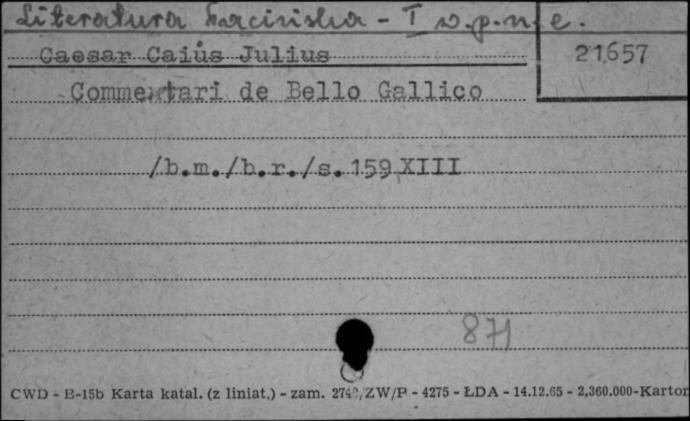 Literatura łacińska - I w.p.n.e.
Caesar Caiús Julius
21657
Commentari de Bello Gallico
/b.m./b.r./s.159,XIII
871
CWD - B-15b Karta katal. (z liniat.) - zam. ZW/P - 4275 - ŁDA - 14.12.65 - 2,360.000-Karton